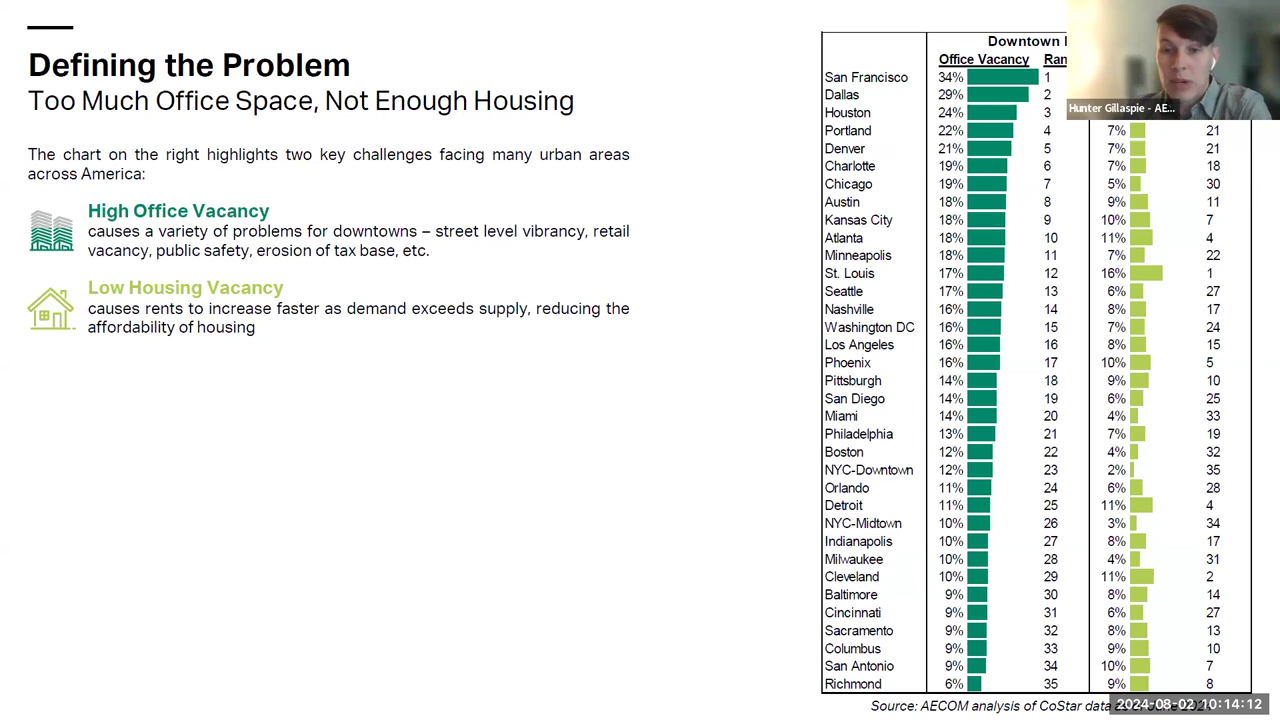 Defining the Problem
Too Much Office Space, Not Enough Housing
The chart on the right highlights two key challenges facing many urban areas
across America:
High Office Vacancy
causes a variety of problems for downtowns – street level vibrancy, retail
vacancy, public safety, erosion of tax base, etc.
Low Housing Vacancy
causes rents to increase faster as demand exceeds supply, reducing the
affordability of housing
Downtown
Office Vacancy Ran
San Francisco 34% 1
Dallas 29% 2
Houston 24% 3
Hunter Gillaspie - AE...
Portland 22% 4 7% 21
Denver 21% 5 7% 21
Charlotte 19% 6 7% 18
Chicago 19% 7 5% 30
Austin 18% 8 9% 11
Kansas City 18% 9 10% 7
Atlanta 18% 10 11% 4
Minneapolis 18% 11 7% 22
St. Louis 17% 12 16% 1
Seattle 17% 13 6% 27
Nashville 16% 14 8% 17
Washington DC 16% 15 7% 24
Los Angeles 16% 16 8% 15
Phoenix 16% 17 10% 5
Pittsburgh 14% 18 9% 10
San Diego 14% 19 6% 25
Miami 14% 20 4% 33
Philadelphia 13% 21 7% 19
Boston 12% 22 4% 32
NYC-Downtown 12% 23 2% 35
Orlando 11% 24 6% 28
Detroit 11% 25 11% 4
NYC-Midtown 10% 26 3% 34
Indianapolis 10% 27 8% 17
Milwaukee 10% 28 4% 31
Cleveland 10% 29 11% 2
Baltimore 9% 30 8% 14
Cincinnati 9% 31 6% 27
Sacramento 9% 32 8% 13
Columbus 9% 33 9% 10
San Antonio 9% 34 10% 7
Richmond 6% 35 9% 8
Source: AECOM analysis of CoStar data
2024-08-02 10:14:12